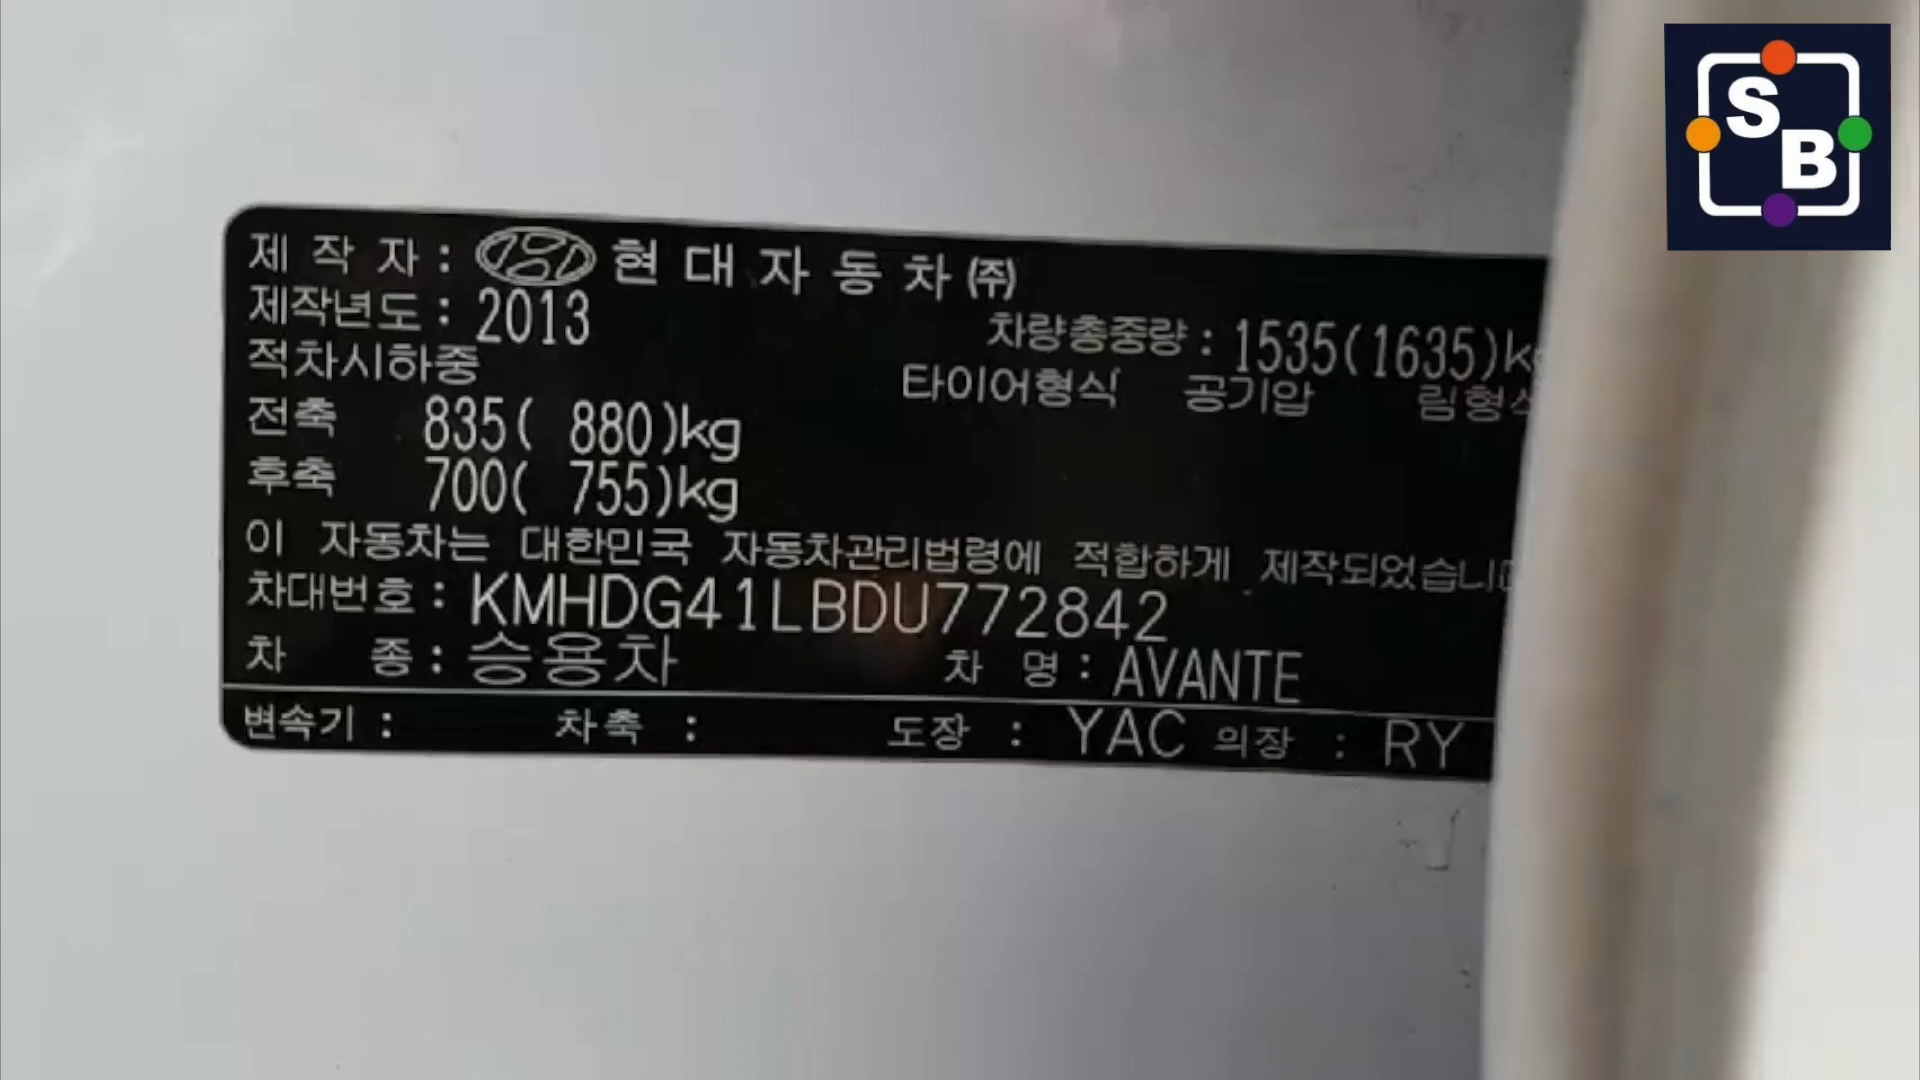 제 작 자 : 현 대 자 동 차 ㈜
제작년도 : 2013
차량총중량 : 1535(1635)kg
적차시하중
타이어형식 공기압 림형식
전축 835( 880)kg
후축 700( 755)kg
이 자동차는 대한민국 자동차관리법령에 적합하게 제작되었습니다
차대번호 : KMHDG41LBDU772842
차 종 : 승용차 차 명 : AVANTE
변속기 : 차축 : 도장 : YAC 의장 : RY
SB